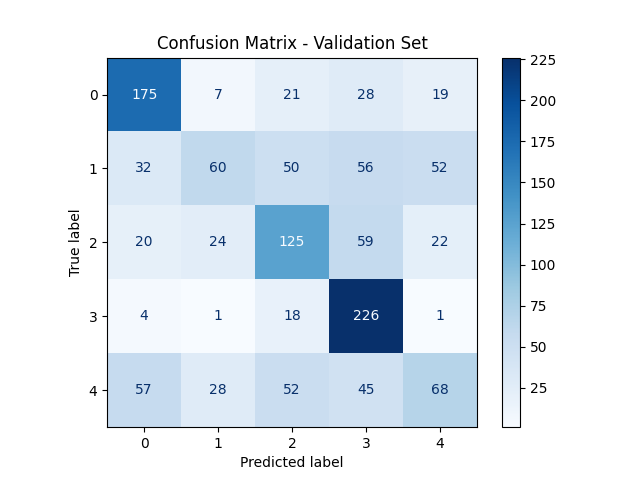 Confusion Matrix - Validation Set
225
0 175 7 21 28 19
200
175
1 32 60 50 56 52
150
True label
125
2 20 24 125 59 22
100
75
3 4 1 18 226 1
50
4 57 28 52 45 68
25
0 1 2 3 4
Predicted label